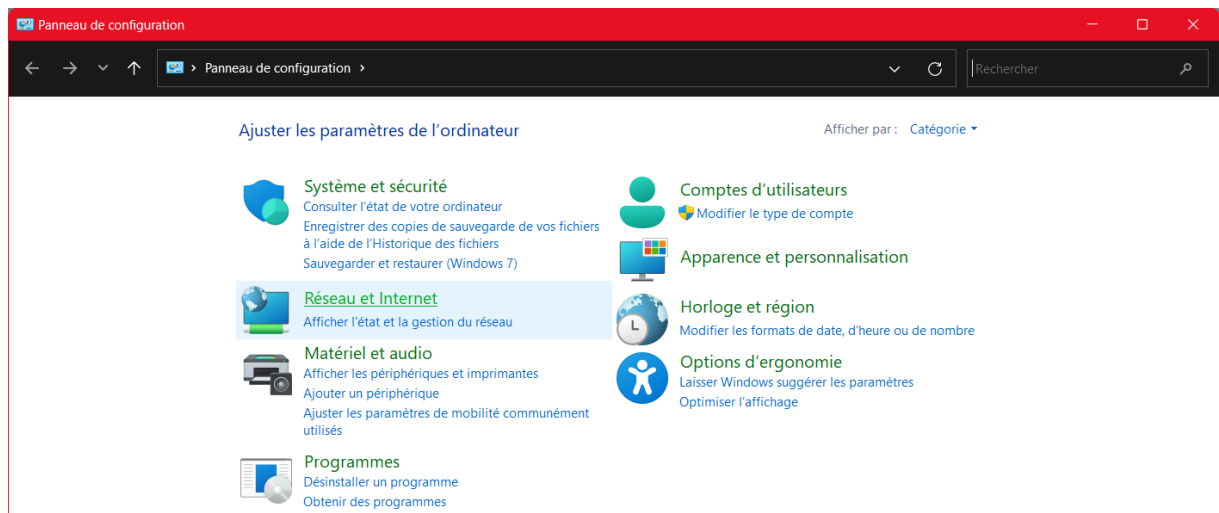 Panneau de configuration
Panneau de configuration
Rechercher
Ajuster les paramètres de l'ordinateur
Afficher par : Catégorie
Système et sécurité
Consulter l'état de votre ordinateur
Enregistrer des copies de sauvegarde de vos fichiers
à l'aide de l'Historique des fichiers
Sauvegarder et restaurer (Windows 7)
Réseau et Internet
Afficher l'état et la gestion du réseau
Matériel et audio
Afficher les périphériques et imprimantes
Ajouter un périphérique
Ajuster les paramètres de mobilité communément
utilisés
Programmes
Désinstaller un programme
Obtenir des programmes
Comptes d'utilisateurs
Modifier le type de compte
Apparence et personnalisation
Horloge et région
Modifier les formats de date, d'heure ou de nombre
Options d'ergonomie
Laisser Windows suggérer les paramètres
Optimiser l'affichage